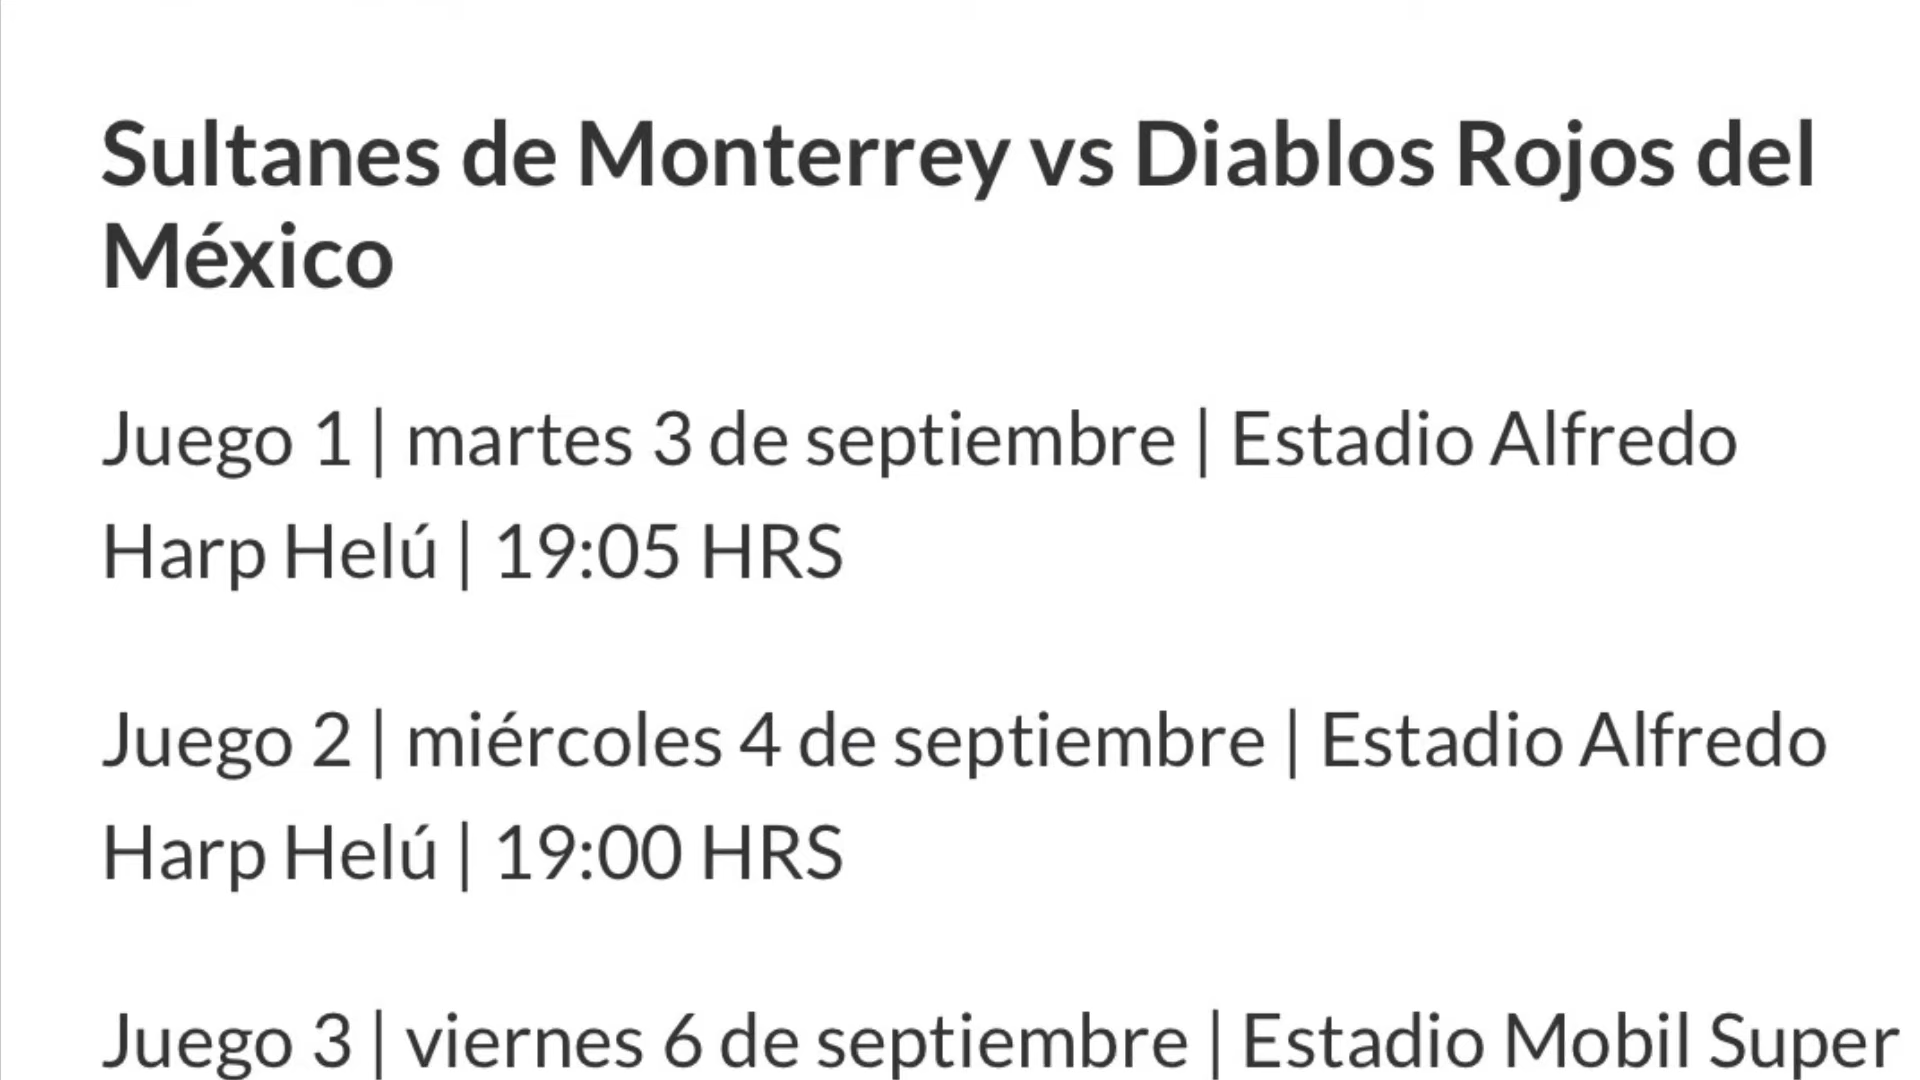 Sultanes de Monterrey vs Diablos Rojos del
México
Juego 1 | martes 3 de septiembre | Estadio Alfredo
Harp Helú | 19:05 HRS
Juego 2 | miércoles 4 de septiembre | Estadio Alfredo
Harp Helú | 19:00 HRS
Juego 3 | viernes 6 de septiembre | Estadio Mobil Super